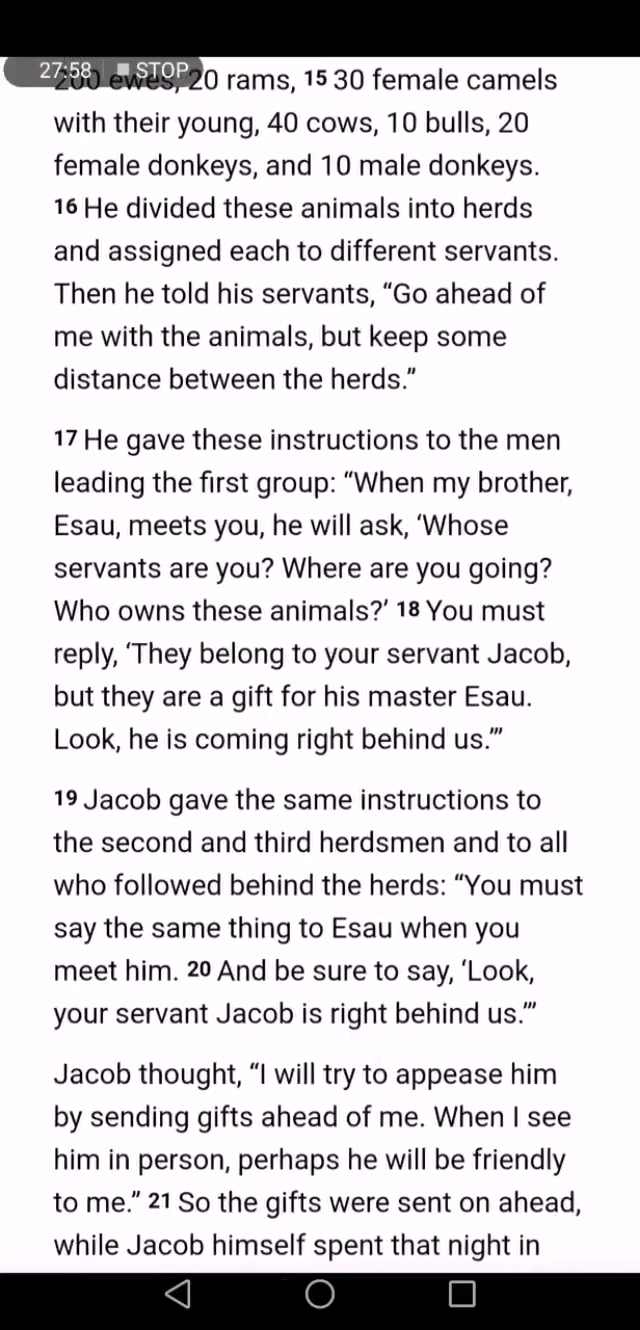 27:58 STOP
200 ewes, 20 rams, 15 30 female camels
with their young, 40 cows, 10 bulls, 20
female donkeys, and 10 male donkeys.
16 He divided these animals into herds
and assigned each to different servants.
Then he told his servants, “Go ahead of
me with the animals, but keep some
distance between the herds.”
17 He gave these instructions to the men
leading the first group: “When my brother,
Esau, meets you, he will ask, ‘Whose
servants are you? Where are you going?
Who owns these animals?’ 18 You must
reply, ‘They belong to your servant Jacob,
but they are a gift for his master Esau.
Look, he is coming right behind us.’”
19 Jacob gave the same instructions to
the second and third herdsmen and to all
who followed behind the herds: “You must
say the same thing to Esau when you
meet him. 20 And be sure to say, ‘Look,
your servant Jacob is right behind us.’”
Jacob thought, “I will try to appease him
by sending gifts ahead of me. When I see
him in person, perhaps he will be friendly
to me.” 21 So the gifts were sent on ahead,
while Jacob himself spent that night in